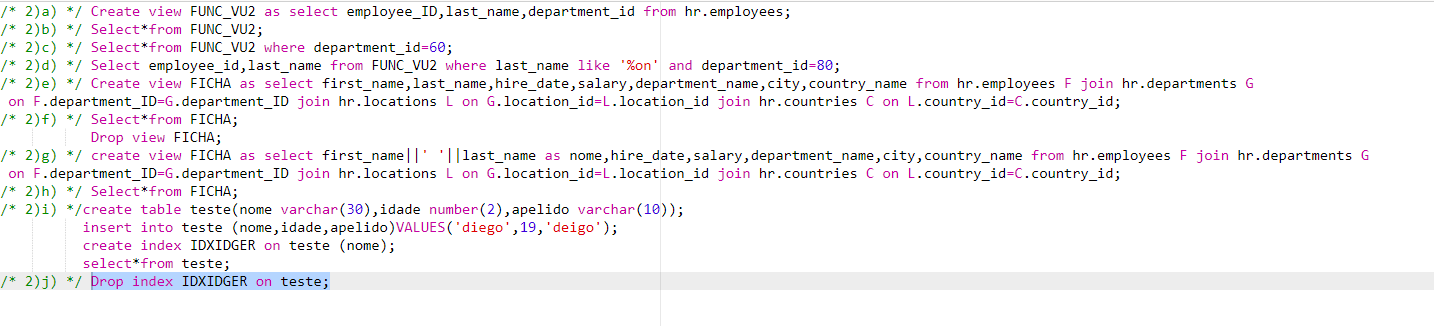 /* 2)a) */ Create view FUNC_VU2 as select employee_ID,last_name,department_id from hr.employees;
/* 2)b) */ Select*from FUNC_VU2;
/* 2)c) */ Select*from FUNC_VU2 where department_id=60;
/* 2)d) */ Select employee_id,last_name from FUNC_VU2 where last_name like '%on' and department_id=80;
/* 2)e) */ Create view FICHA as select first_name,last_name,hire_date,salary,department_name,city,country_name from hr.employees F join hr.departments G
on F.department_ID=G.department_ID join hr.locations L on G.location_id=L.location_id join hr.countries C on L.country_id=C.country_id;
/* 2)f) */ Select*from FICHA;
Drop view FICHA;
/* 2)g) */ create view FICHA as select first_name||' '||last_name as nome,hire_date,salary,department_name,city,country_name from hr.employees F join hr.departments G
on F.department_ID=G.department_ID join hr.locations L on G.location_id=L.location_id join hr.countries C on L.country_id=C.country_id;
/* 2)h) */ Select*from FICHA;
/* 2)i) */create table teste(nome varchar(30),idade number(2),apelido varchar(10));
insert into teste (nome,idade,apelido)VALUES('diego',19,'deigo');
create index IDXIDGER on teste (nome);
select*from teste;
/* 2)j) */ Drop index IDXIDGER on teste;